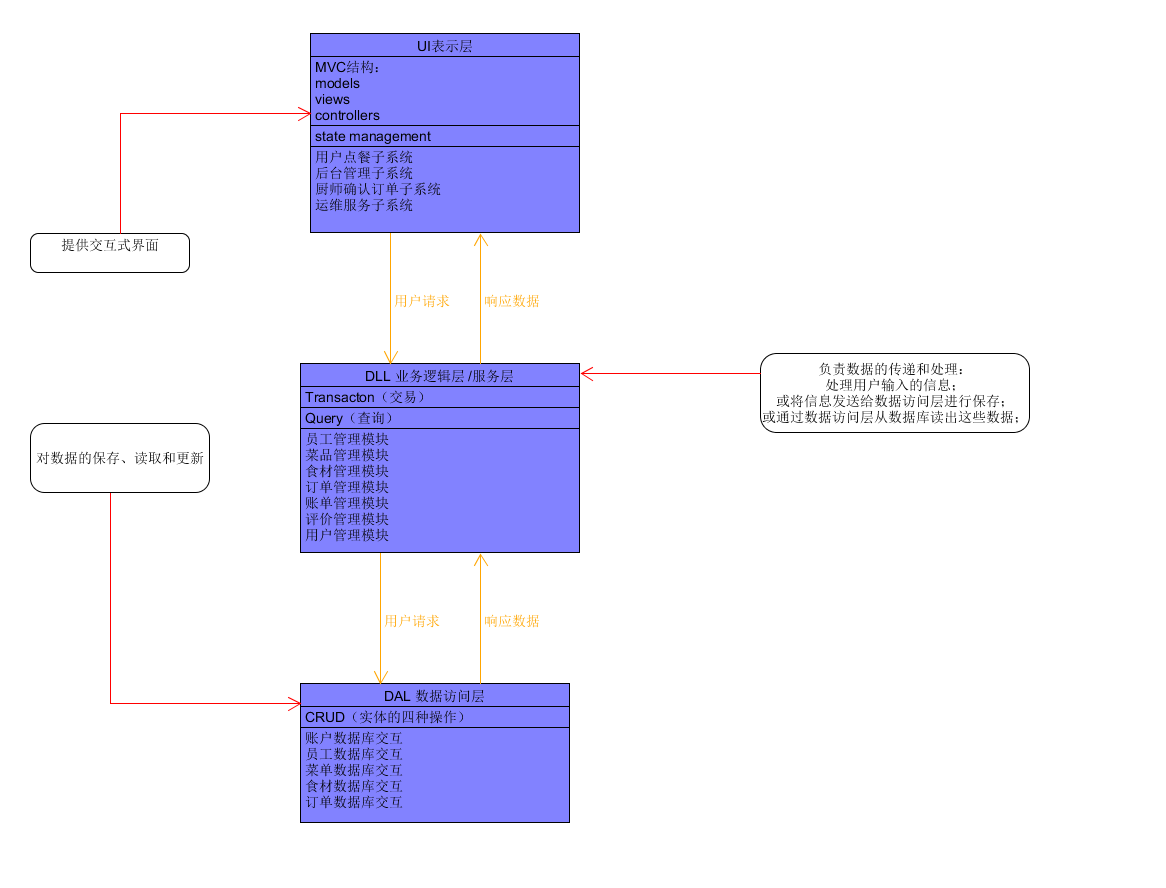 UI表示层
MVC结构：
models
views
controllers
state management
用户点餐子系统
后台管理子系统
厨师确认订单子系统
运维服务子系统
提供交互式界面
用户请求
响应数据
DLL 业务逻辑层 /服务层
Transacton（交易）
Query（查询）
员工管理模块
菜品管理模块
食材管理模块
订单管理模块
账单管理模块
评价管理模块
用户管理模块
负责数据的传递和处理：
处理用户输入的信息；
或将信息发送给数据访问层进行保存；
或通过数据访问层从数据库读出这些数据；
对数据的保存、读取和更新
用户请求
响应数据
DAL 数据访问层
CRUD（实体的四种操作）
账户数据库交互
员工数据库交互
菜单数据库交互
食材数据库交互
订单数据库交互